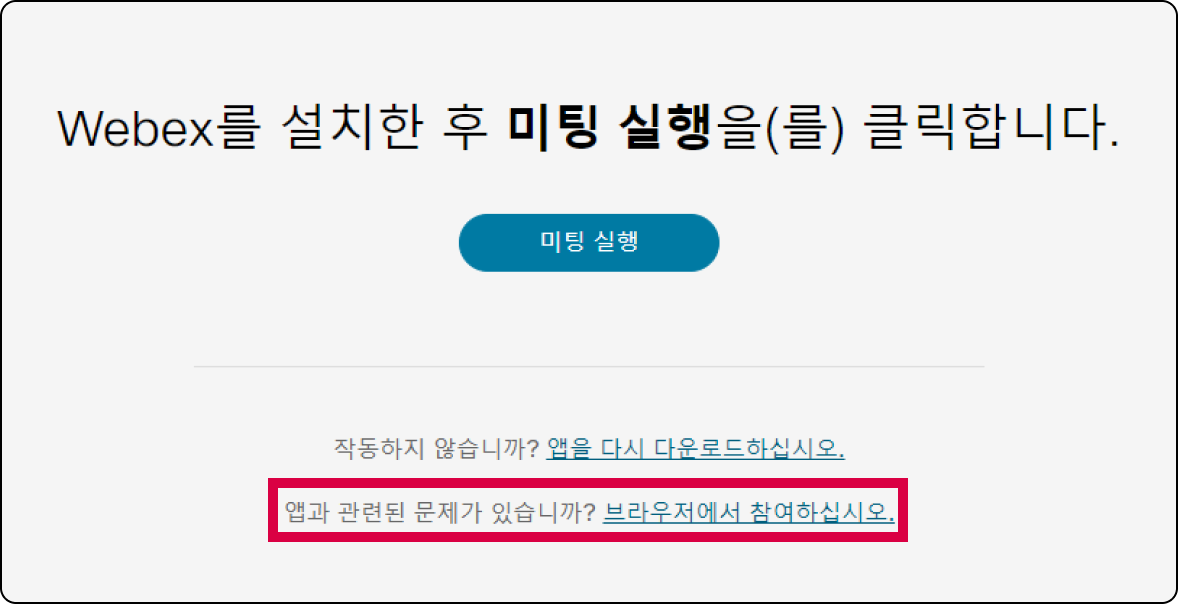 Webex를 설치한 후 미팅 실행을(를) 클릭합니다.
미팅 실행
작동하지 않습니까? 앱을 다시 다운로드하십시오.
앱과 관련된 문제가 있습니까? 브라우저에서 참여하십시오.